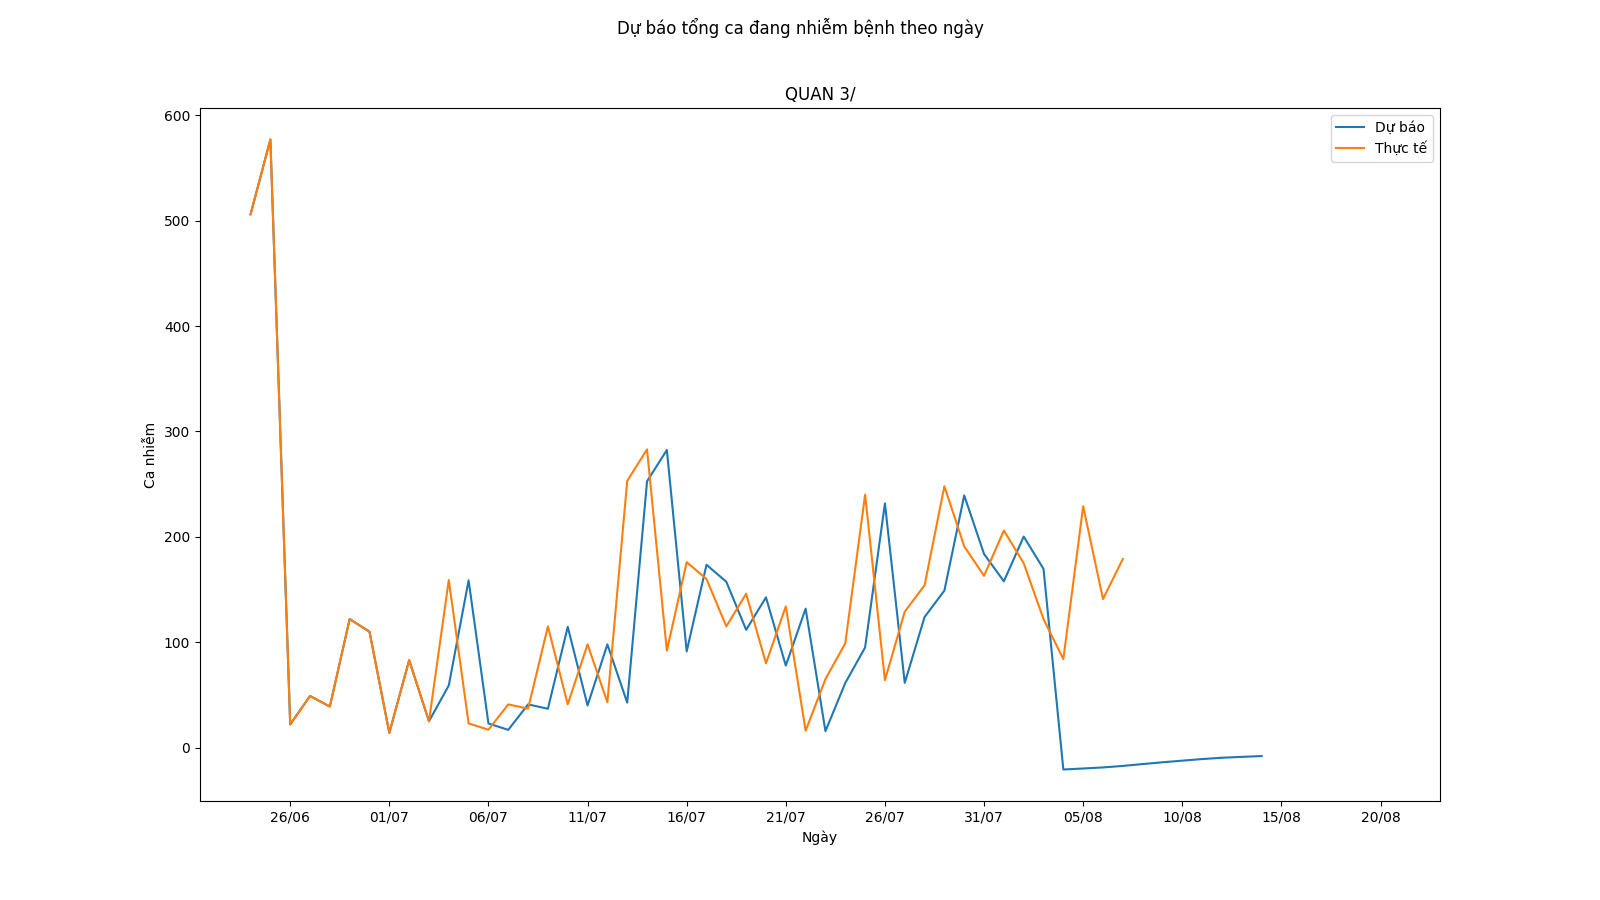 Dự báo tổng ca đang nhiễm bệnh theo ngày
QUAN 3/
Dự báo
Thực tế
600
500
400
300
200
100
0
Ca nhiễm
26/06 01/07 06/07 11/07 16/07 21/07 26/07 31/07 05/08 10/08 15/08 20/08
Ngày